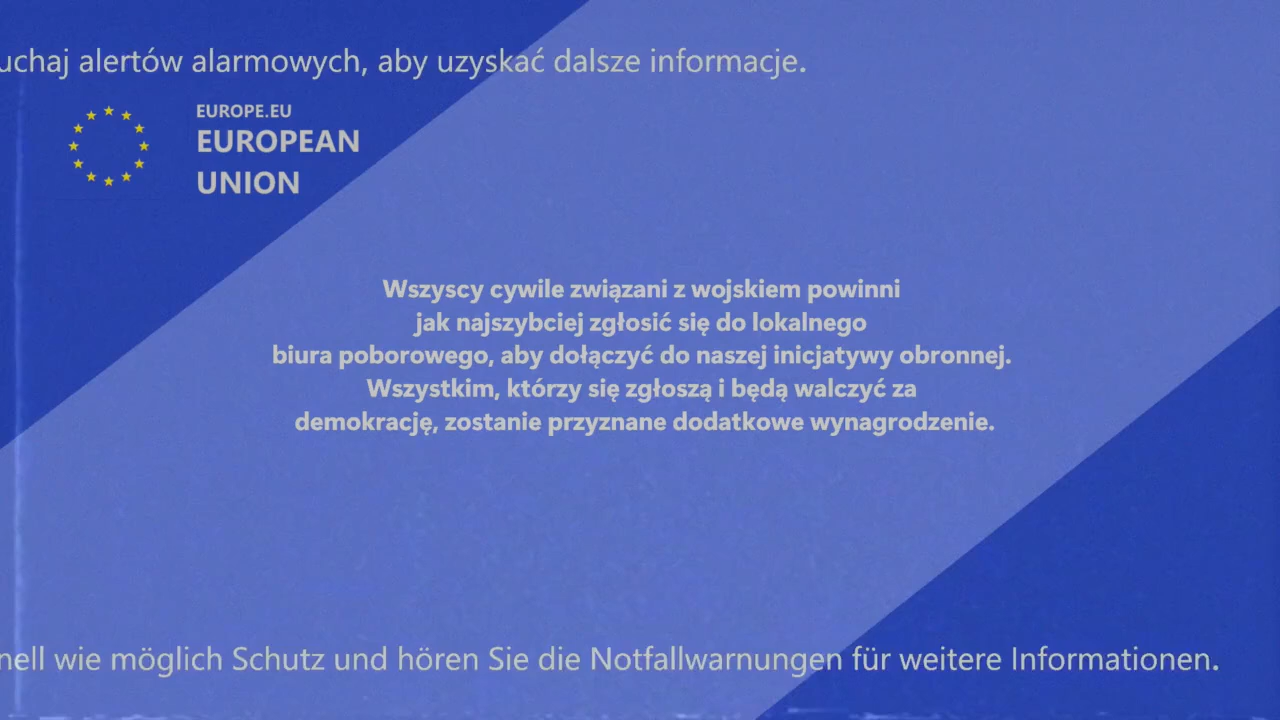 uchaj alertów alarmowych, aby uzyskać dalsze informacje.
EUROPE.EU
EUROPEAN
UNION
Wszyscy cywile związani z wojskiem powinni
jak najszybciej zgłosić się do lokalnego
biura poborowego, aby dołączyć do naszej inicjatywy obronnej.
Wszystkim, którzy się zgłoszą i będą walczyć za
demokrację, zostanie przyznane dodatkowe wynagrodzenie.
nell wie möglich Schutz und hören Sie die Notfallwarnungen für weitere Informationen.